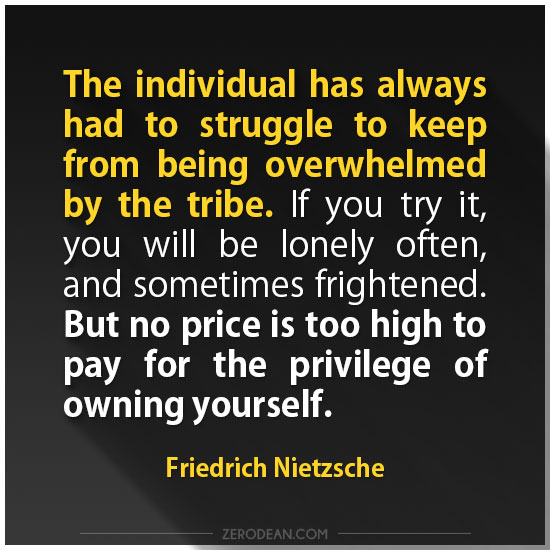 The individual has always
had to struggle to keep
from being overwhelmed
by the tribe. If you try it,
you will be lonely often,
and sometimes frightened.
But no price is too high to
pay for the privilege of
owning yourself.
Friedrich Nietzsche
ZERODEAN.COM